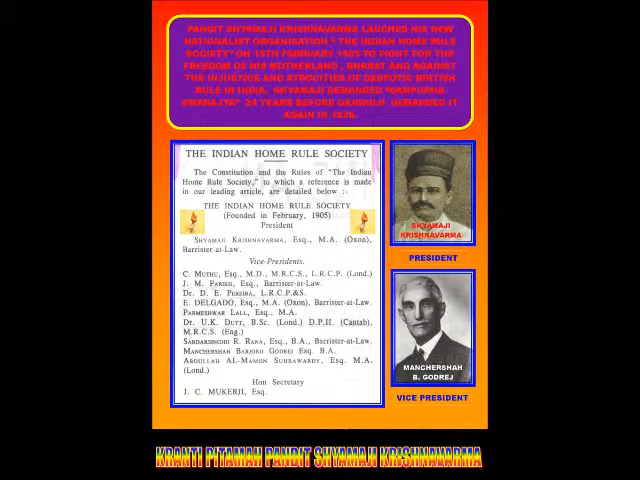 PANDIT SHYAMAJI KRISHNAVARMA LAUCHES HIS NEW
NATIONALIST ORGANISATION " THE INDIAN HOME RULE
SOCIETY" ON 18TH FEBRUARY 1905 TO FIGHT FOR THE
FREEDOM OF HIS MOTHERLAND , BHARAT AND AGAINST
THE INJUSTICE AND ATROCITIES OF DESPOTIC BRITISH
RULE IN INDIA. SHYAMAJI DEMANDED "SAMPURNA
SWARAJYA" 24 YEARS BEFORE GANDHIJI DEMANDED IT
AGAIN IN
THE INDIAN HOME RULE SOCIETY
The Constitution and the Rules of "The Indian
Home Rule Society," to which a reference is made
in our leading article, are detailed below :-
THE INDIAN HOME RULE SOCIETY
(Founded in February, 1905)
President
SHYAMAJI KRISHNAVARMA, Esq., M.A. (Oxon),
Barrister-at-Law.
Vice-Presidents.
C. MUTHU, Esq., M.D., M.R.C.S., L.R.C.P. (Lond.)
J. M. PARIKH, Esq., Barrister-at-Law.
Dr. D. E. PEREIRA, L.R.C.P.&S.
E. DELGADO, Esq., M.A. (Oxon), Barrister-at-Law.
PARMESHWAR LALL, Esq., M.A.
Dr. U.K. DUTT, B.Sc. (Lond.) D.P.H. (Cantab),
M.R.C.S. (Eng.)
SARDARSINGHJI R. RANA, Esq., B.A., Barrister-at-Law.
MANCHERSHAH BARJORJI GODREJ Esq. B.A.
ABDULLAH AL-MAMON SUHRAWARDY, Esq. M.A.
(Lond.)
Hon Secretary
J. C. MUKERJI, Esq.
SHYAMAJI
KRISHNAVARMA
PRESIDENT
MANCHERSHAH
B. GODREJ
VICE PRESIDENT
KRANTI PITAMAH PANDIT SHYAMAJI KRISHNAVARMA